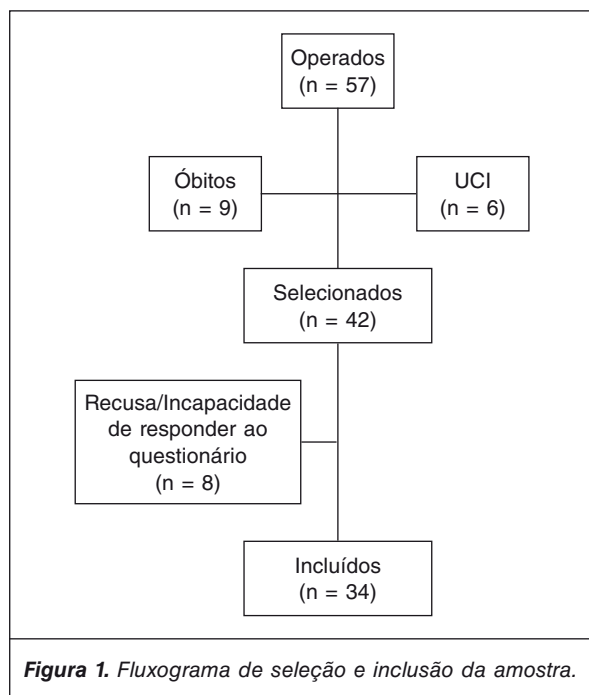 Operados
(n = 57)
Óbitos
(n = 9)
UCI
(n = 6)
Selecionados
(n = 42)
Recusa/Incapacidade
de responder ao
questionário
(n = 8)
Incluídos
(n = 34)
Figura 1. Fluxograma de seleção e inclusão da amostra.